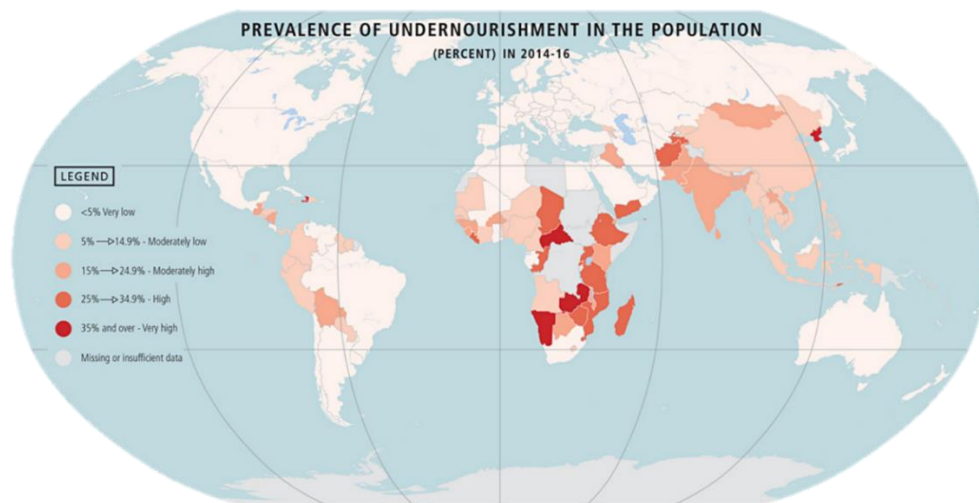 PREVALENCE OF UNDERNOURISHMENT IN THE POPULATION
(PERCENT) IN 2014-16
LEGEND
<5% Very low
5% —▷14.9% - Moderately low
15% —▷24.9% - Moderately high
25% —▷34.9% - High
35% and over - Very high
Missing or insufficient data